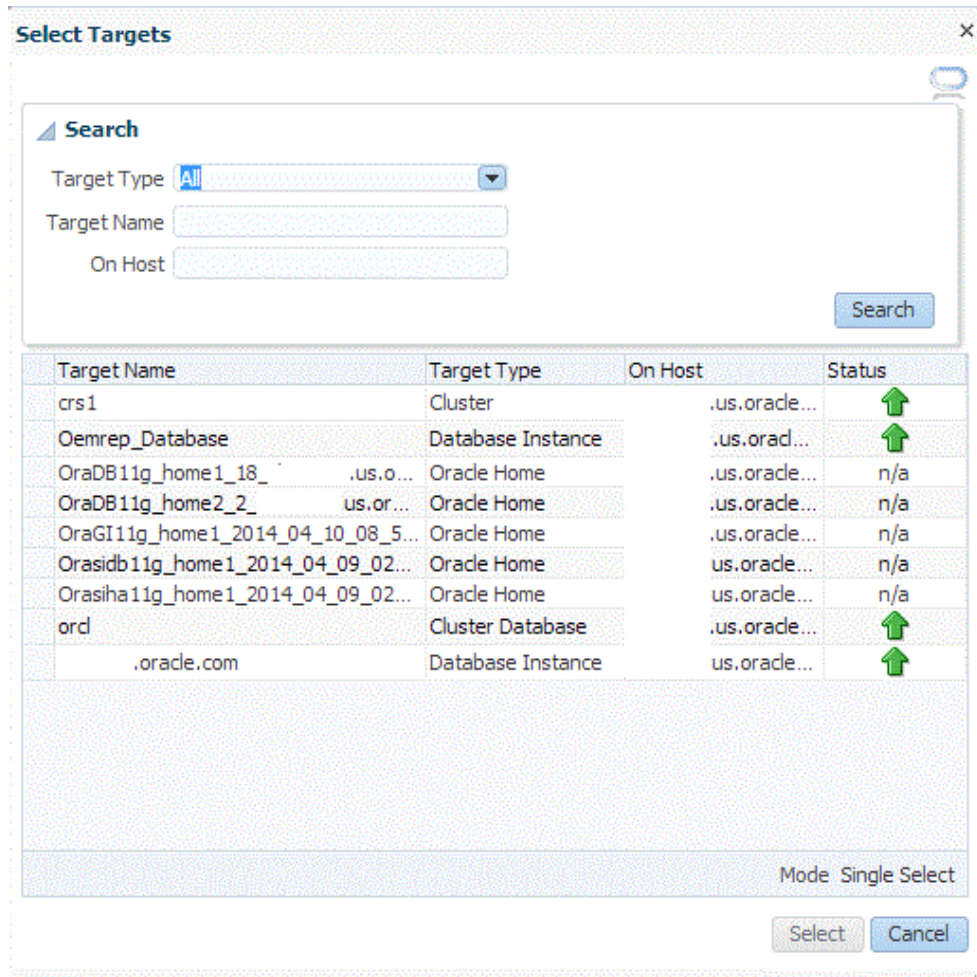 Select Targets
Search
Target Type All
Target Name
On Host
Search
Target Name Target Type On Host Status
crs1 Cluster .us.oracle...
Oemrep_Database Database Instance .us.oracl...
OraDB11g_home1_18_ .us.o... Oracle Home .us.oracle... n/a
OraDB11g_home2_2_ us.or... Oracle Home .us.oracle... n/a
OraGI11g_home1_2014_04_10_08_5... Oracle Home .us.oracle... n/a
Orasidb11g_home1_2014_04_09_02... Oracle Home us.oracle... n/a
Orasiha11g_home1_2014_04_09_02... Oracle Home us.oracle... n/a
orcl Cluster Database .us.oracle...
.oracle.com Database Instance us.oracle...
Mode Single Select
Select Cancel